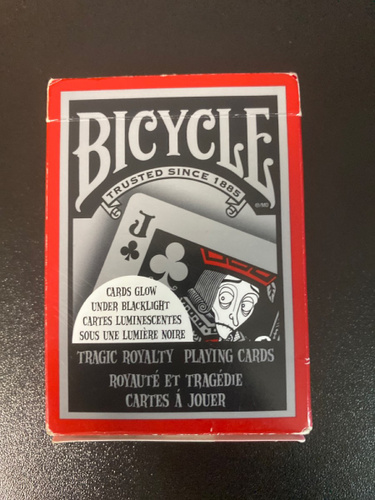 BICYCLE
TRUSTED SINCE 1885
®/MD
J
CARDS GLOW
UNDER BLACKLIGHT
CARTES LUMINESCENTES
SOUS UNE LUMIÈRE NOIRE
TRAGIC ROYALTY PLAYING CARDS
ROYAUTÉ ET TRAGÉDIE
CARTES À JOUER